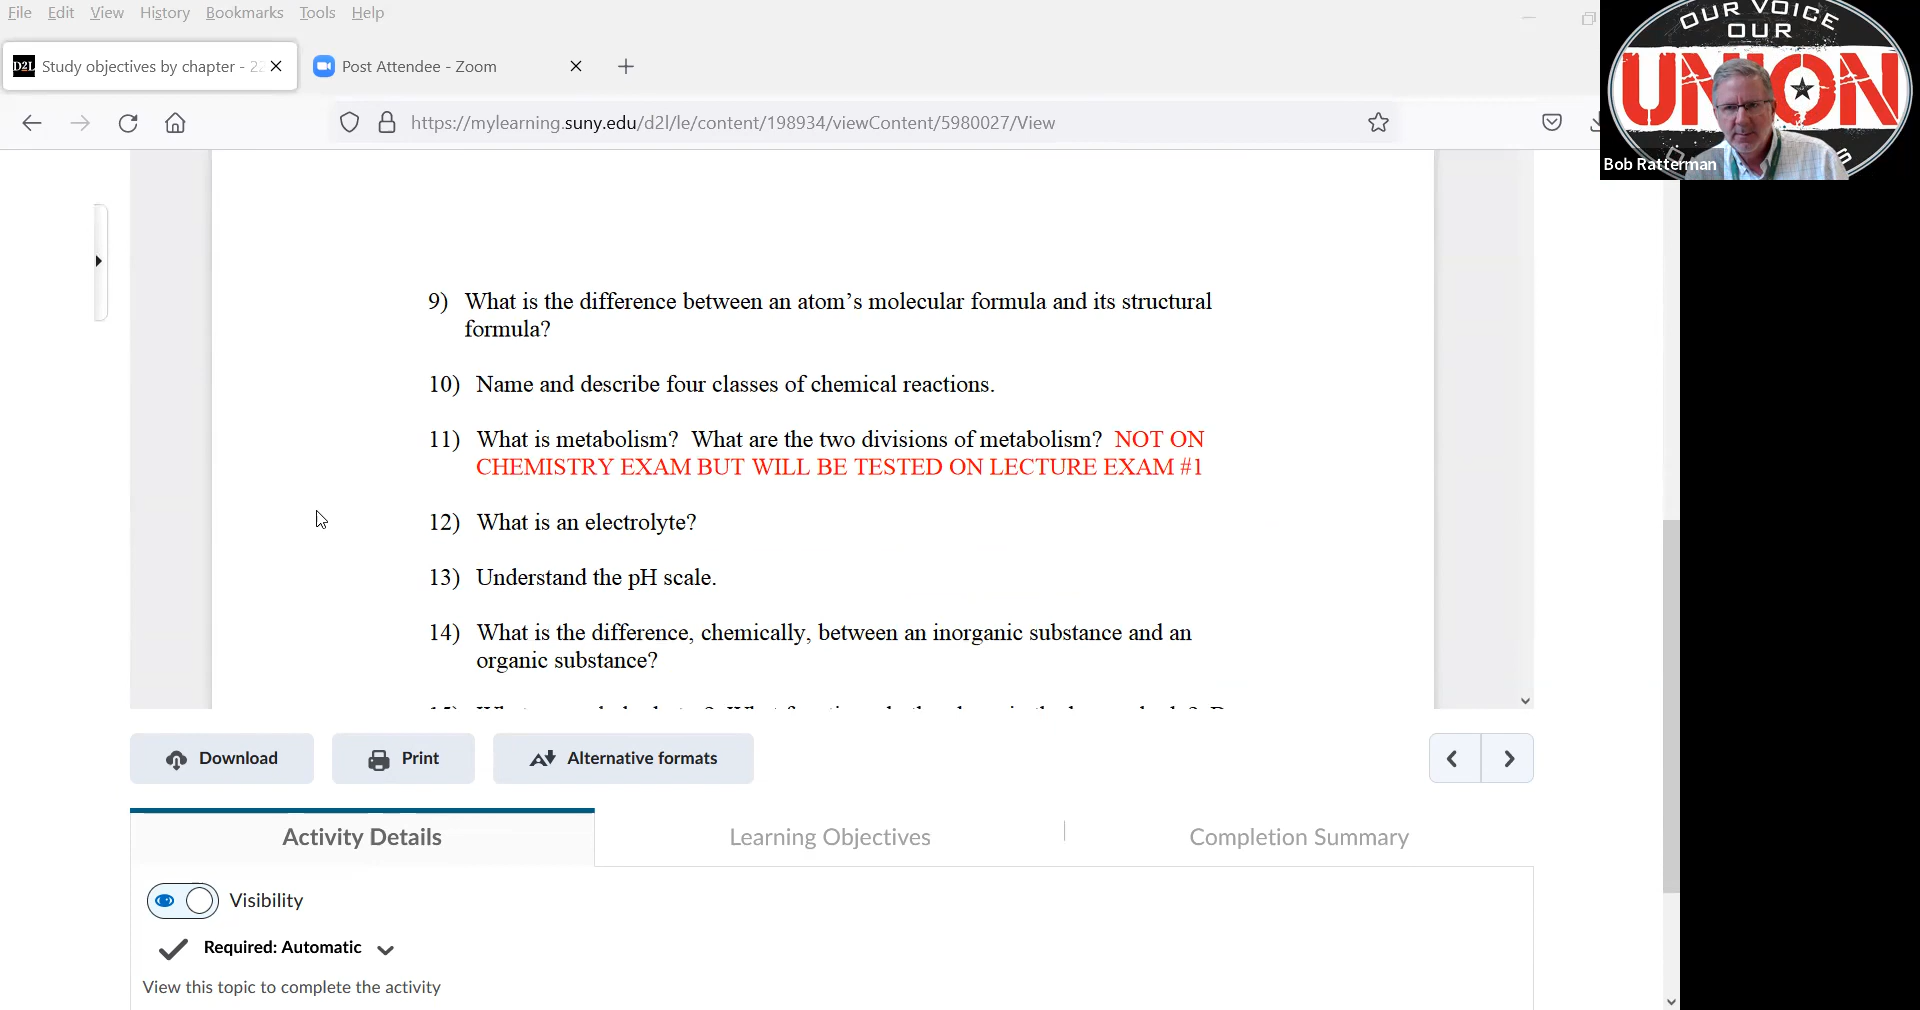 File Edit View History Bookmarks Tools Help
OUR VOICE
OUR
UNION
D2L Study objectives by chapter - 22
Post Attendee - Zoom
https://mylearning.suny.edu/d2l/le/content/198934/viewContent/5980027/View
Bob Ratterman
9) What is the difference between an atom’s molecular formula and its structural
formula?
10) Name and describe four classes of chemical reactions.
11) What is metabolism? What are the two divisions of metabolism? NOT ON
CHEMISTRY EXAM BUT WILL BE TESTED ON LECTURE EXAM #1
12) What is an electrolyte?
13) Understand the pH scale.
14) What is the difference, chemically, between an inorganic substance and an
organic substance?
Download Print Alternative formats
Activity Details Learning Objectives Completion Summary
Visibility
Required: Automatic
View this topic to complete the activity